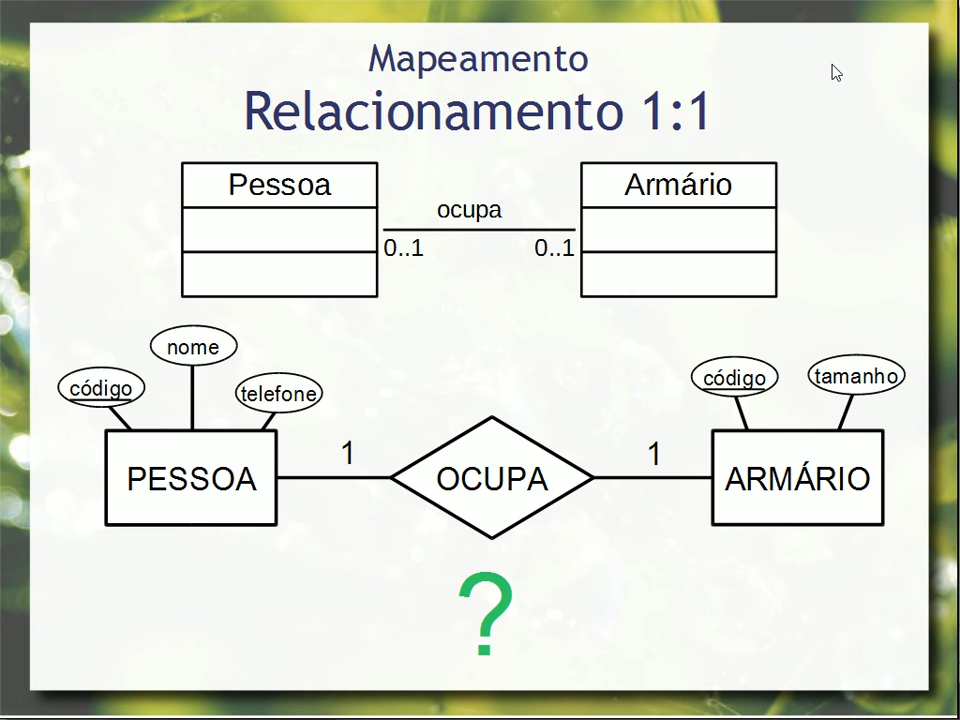 Mapeamento
Relacionamento 1:1
Pessoa
ocupa
Armário
0..1
0..1
nome
código
telefone
código
tamanho
PESSOA
1
OCUPA
1
ARMÁRIO
?